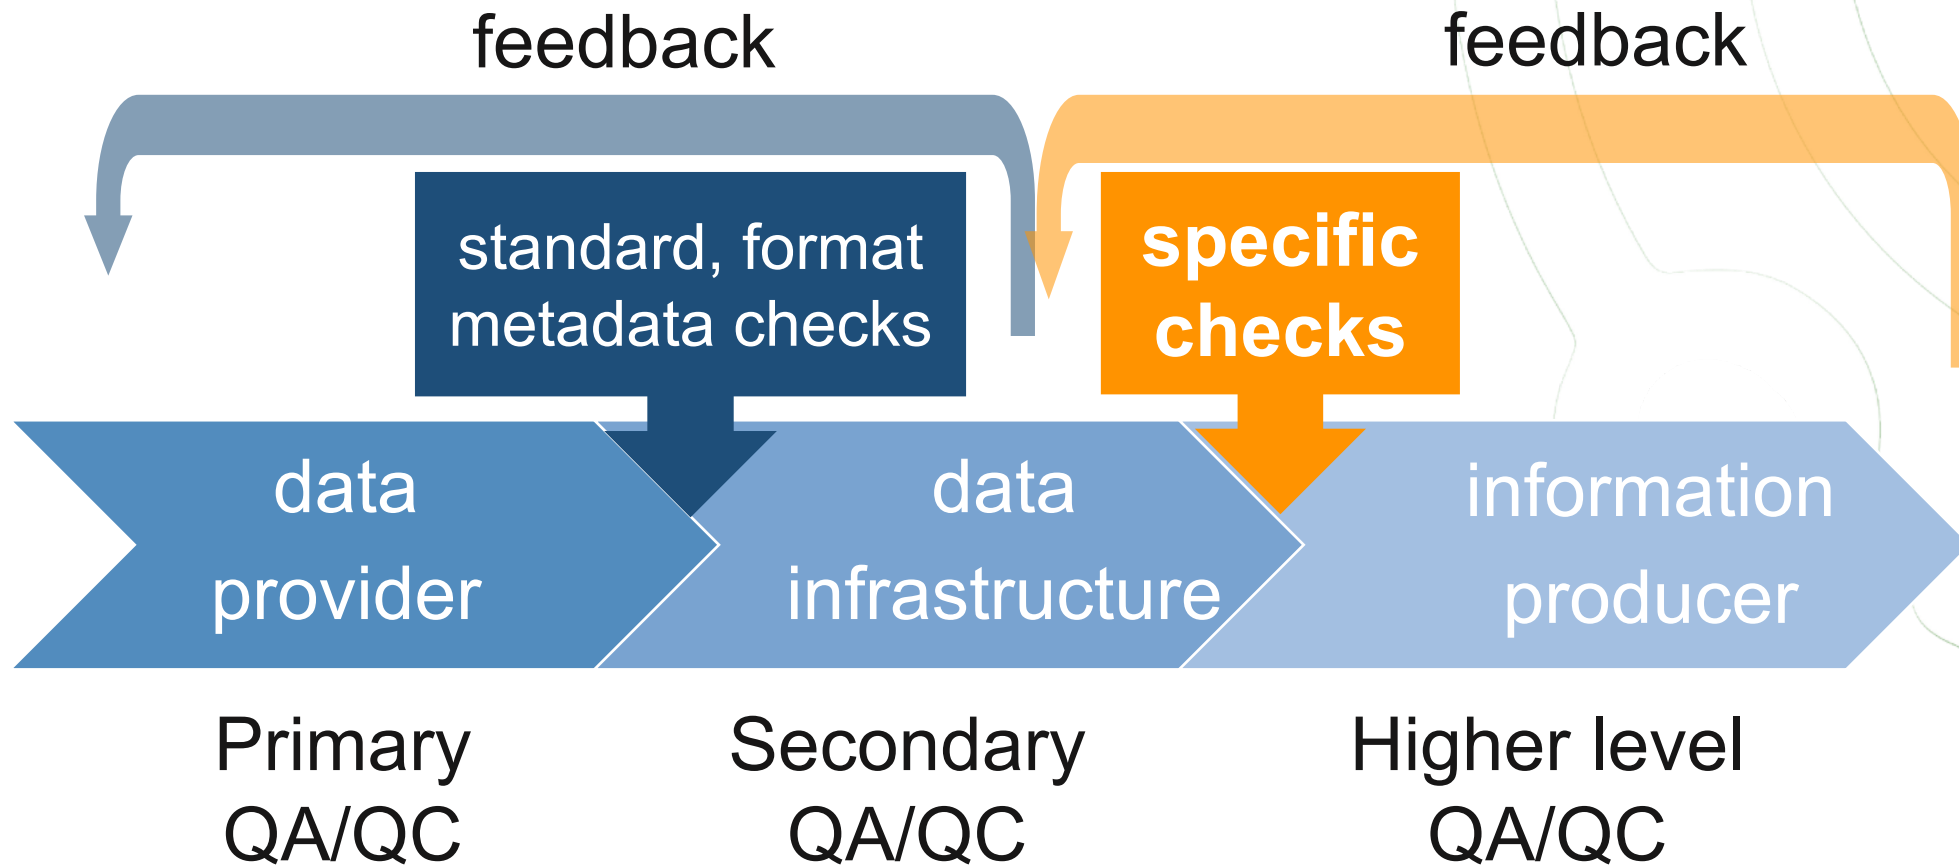 feedback
feedback
standard, format
metadata checks
specific
checks
data
provider
data
infrastructure
information
producer
Primary
QA/QC
Secondary
QA/QC
Higher level
QA/QC